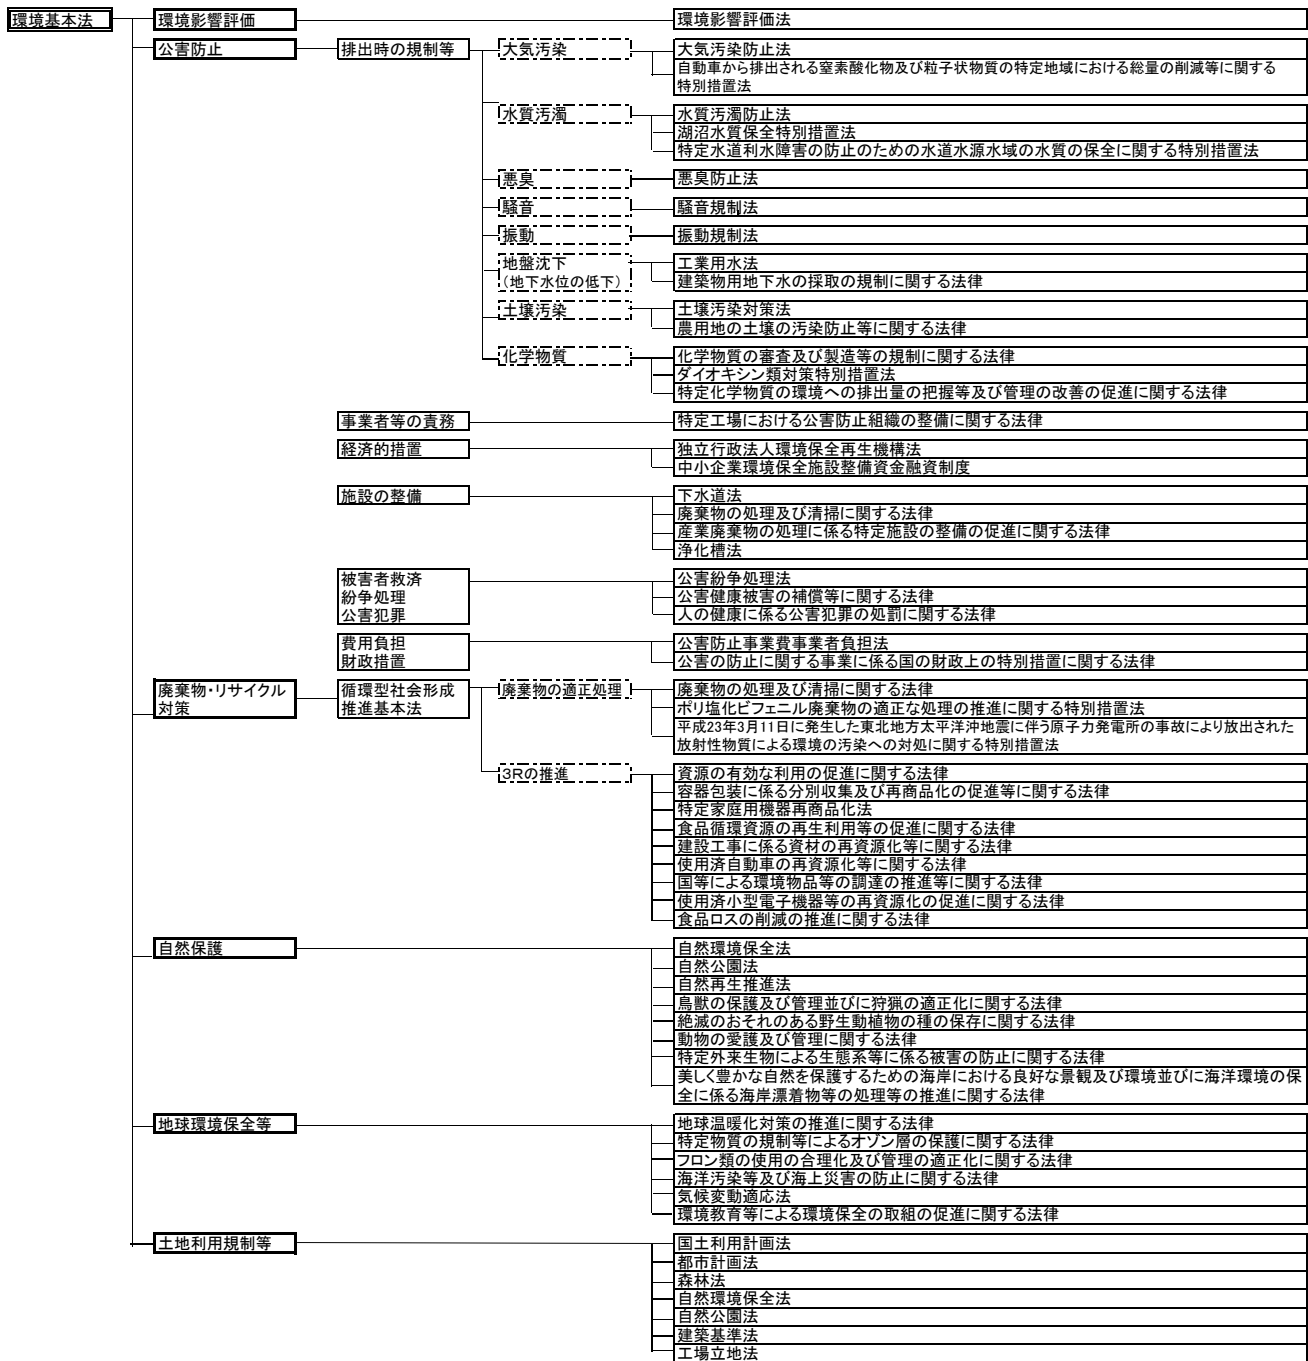 環境基本法
環境影響評価
環境影響評価法
公害防止
排出時の規制等
大気汚染
大気汚染防止法
自動車から排出される窒素酸化物及び粒子状物質の特定地域における総量の削減等に関する
特別措置法
水質汚濁
水質汚濁防止法
湖沼水質保全特別措置法
特定水道利水障害の防止のための水道水源水域の水質の保全に関する特別措置法
悪臭
悪臭防止法
騒音
騒音規制法
振動
振動規制法
地盤沈下
（地下水位の低下）
工業用水法
建築物用地下水の採取の規制に関する法律
土壌汚染
土壌汚染対策法
農用地の土壌の汚染防止等に関する法律
化学物質
化学物質の審査及び製造等の規制に関する法律
ダイオキシン類対策特別措置法
特定化学物質の環境への排出量の把握等及び管理の改善の促進に関する法律
事業者等の責務
特定工場における公害防止組織の整備に関する法律
経済的措置
独立行政法人環境保全再生機構法
中小企業環境保全施設整備資金融資制度
施設の整備
下水道法
廃棄物の処理及び清掃に関する法律
産業廃棄物の処理に係る特定施設の整備の促進に関する法律
浄化槽法
被害者救済
紛争処理
公害犯罪
公害紛争処理法
公害健康被害の補償等に関する法律
人の健康に係る公害犯罪の処罰に関する法律
費用負担
財政措置
公害防止事業費事業者負担法
公害の防止に関する事業に係る国の財政上の特別措置に関する法律
廃棄物・リサイクル
対策
循環型社会形成
推進基本法
廃棄物の適正処理
廃棄物の処理及び清掃に関する法律
ポリ塩化ビフェニル廃棄物の適正な処理の推進に関する特別措置法
平成23年3月11日に発生した東北地方太平洋沖地震に伴う原子力発電所の事故により放出された
放射性物質による環境の汚染への対処に関する特別措置法
3Rの推進
資源の有効な利用の促進に関する法律
容器包装に係る分別収集及び再商品化の促進等に関する法律
特定家庭用機器再商品化法
食品循環資源の再生利用等の促進に関する法律
建設工事に係る資材の再資源化等に関する法律
使用済自動車の再資源化等に関する法律
国等による環境物品等の調達の推進等に関する法律
使用済小型電子機器等の再資源化の促進に関する法律
食品ロスの削減の推進に関する法律
自然保護
自然環境保全法
自然公園法
自然再生推進法
鳥獣の保護及び管理並びに狩猟の適正化に関する法律
絶滅のおそれのある野生動植物の種の保存に関する法律
動物の愛護及び管理に関する法律
特定外来生物による生態系等に係る被害の防止に関する法律
美しく豊かな自然を保護するための海岸における良好な景観及び環境並びに海洋環境の保
全に係る海岸漂着物等の処理等の推進に関する法律
地球環境保全等
地球温暖化対策の推進に関する法律
特定物質の規制等によるオゾン層の保護に関する法律
フロン類の使用の合理化及び管理の適正化に関する法律
海洋汚染等及び海上災害の防止に関する法律
気候変動適応法
環境教育等による環境保全の取組の促進に関する法律
土地利用規制等
国土利用計画法
都市計画法
森林法
自然環境保全法
自然公園法
建築基準法
工場立地法